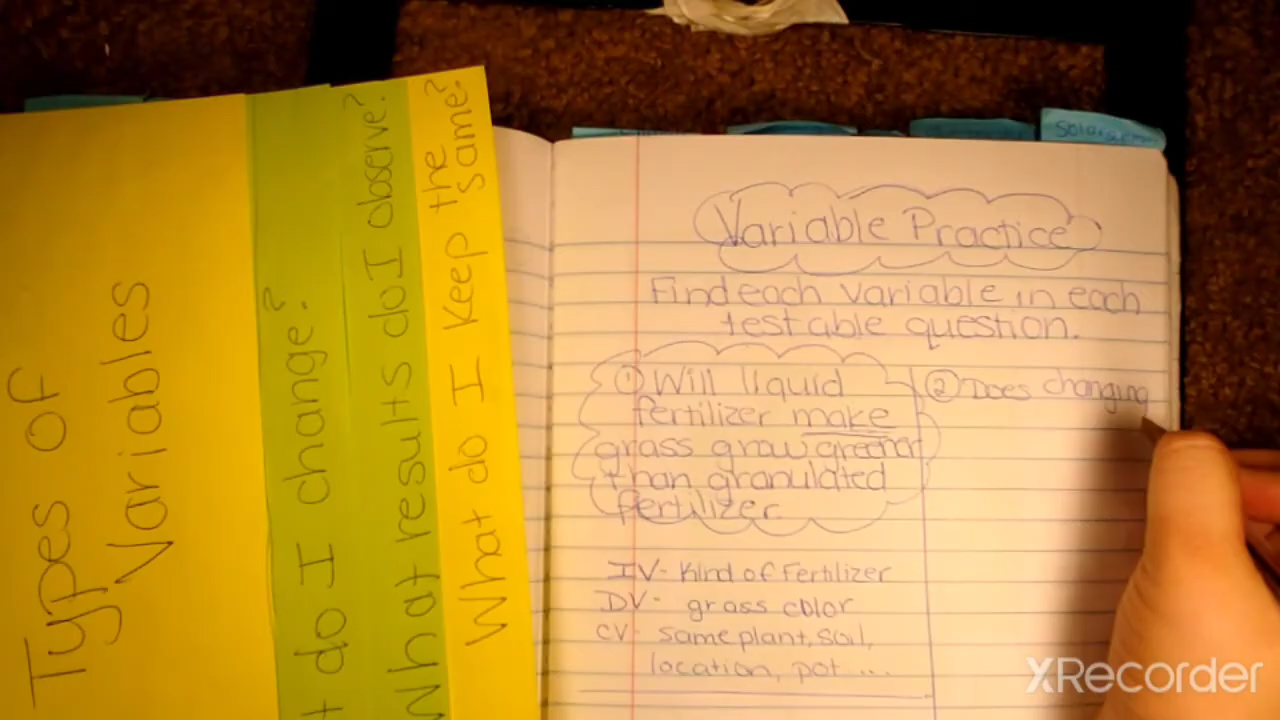 Types of
Variables
t do I change?
What results do I observe?
What do I keep the
same?
Variable Practice
Find each variable in each
testable question.
① Will liquid
fertilizer make
grass grow greener
than granulated
fertilizer
IV- Kind of Fertilizer
DV- grass color
CV- same plant, soil,
location, pot ...
② Does changing
XRecorder